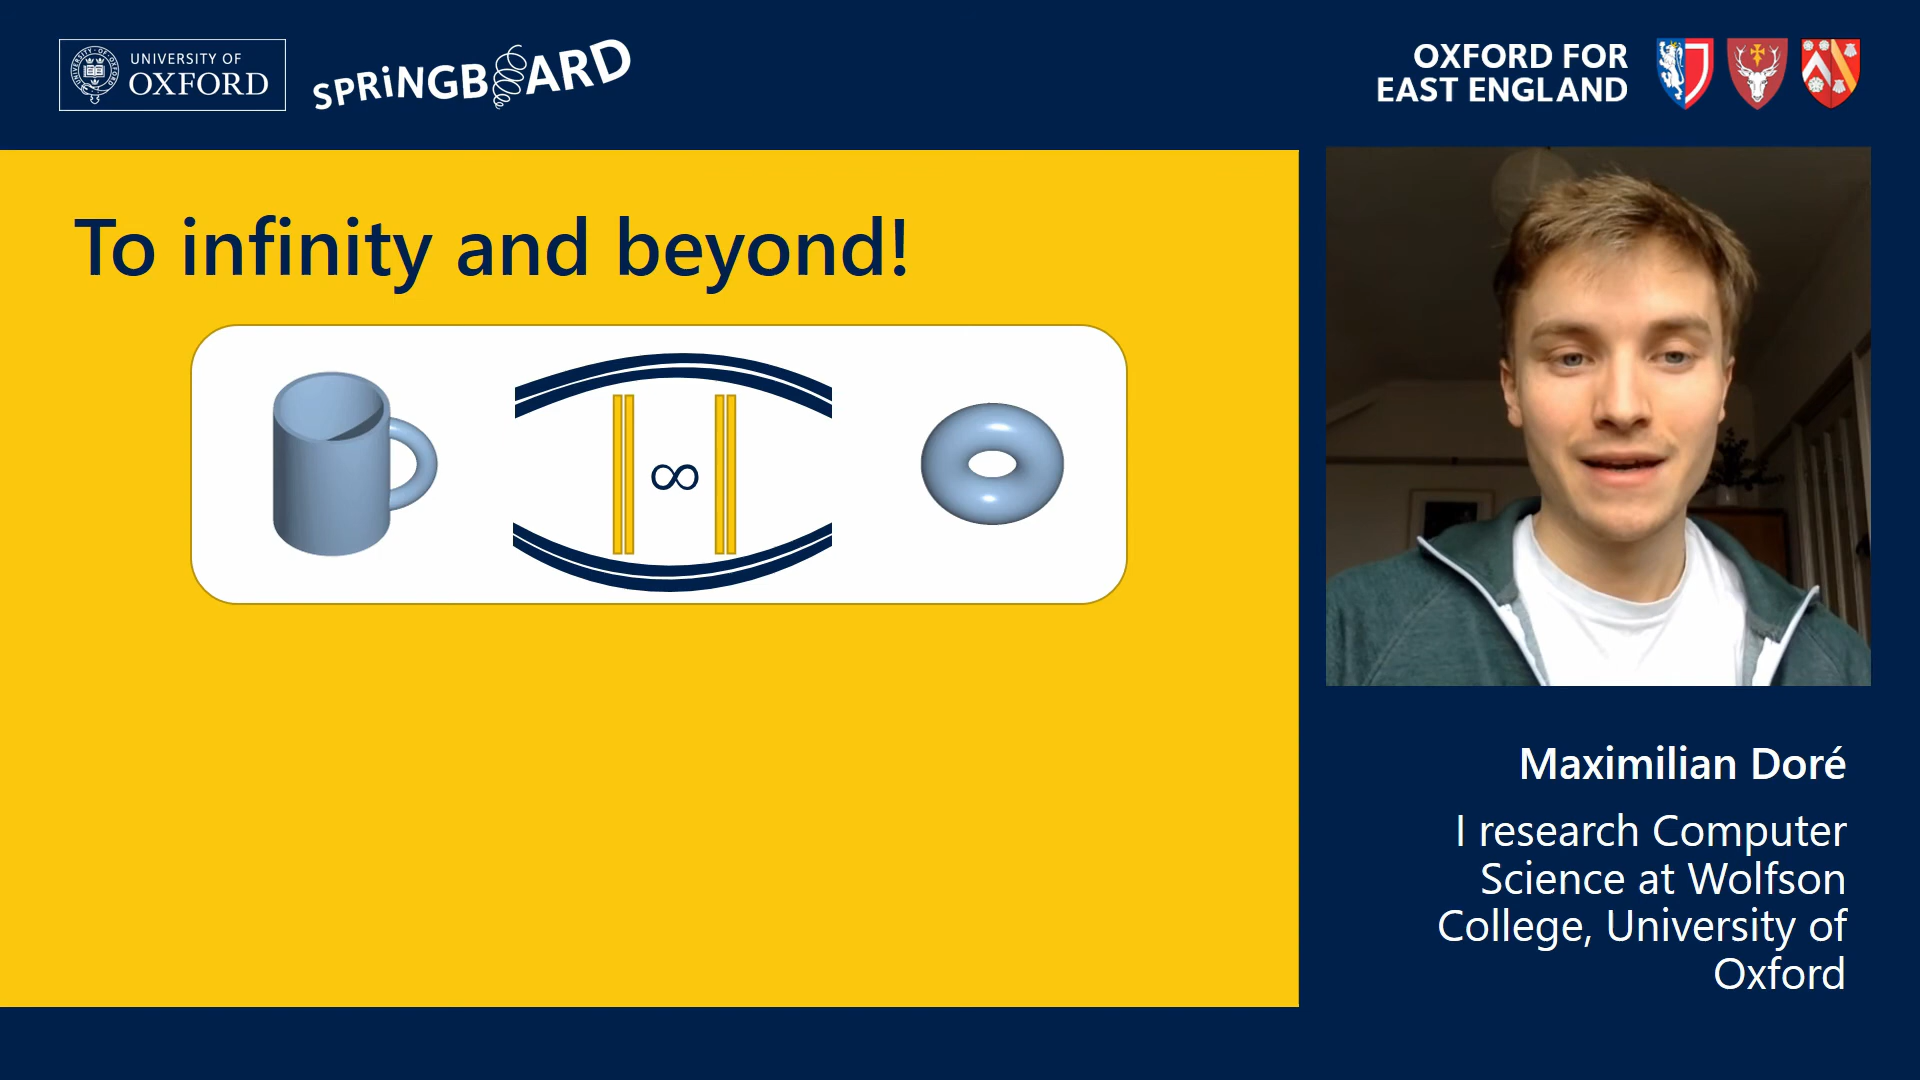 UNIVERSITY OF
OXFORD
SPRiNGBOARD
OXFORD FOR
EAST ENGLAND
To infinity and beyond!
∞
Maximilian Doré
I research Computer
Science at Wolfson
College, University of
Oxford